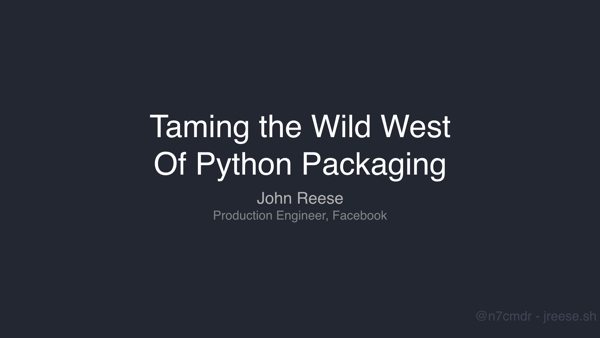 Taming the Wild West
Of Python Packaging
John Reese
Production Engineer, Facebook
@n7cmdr - jreese.sh